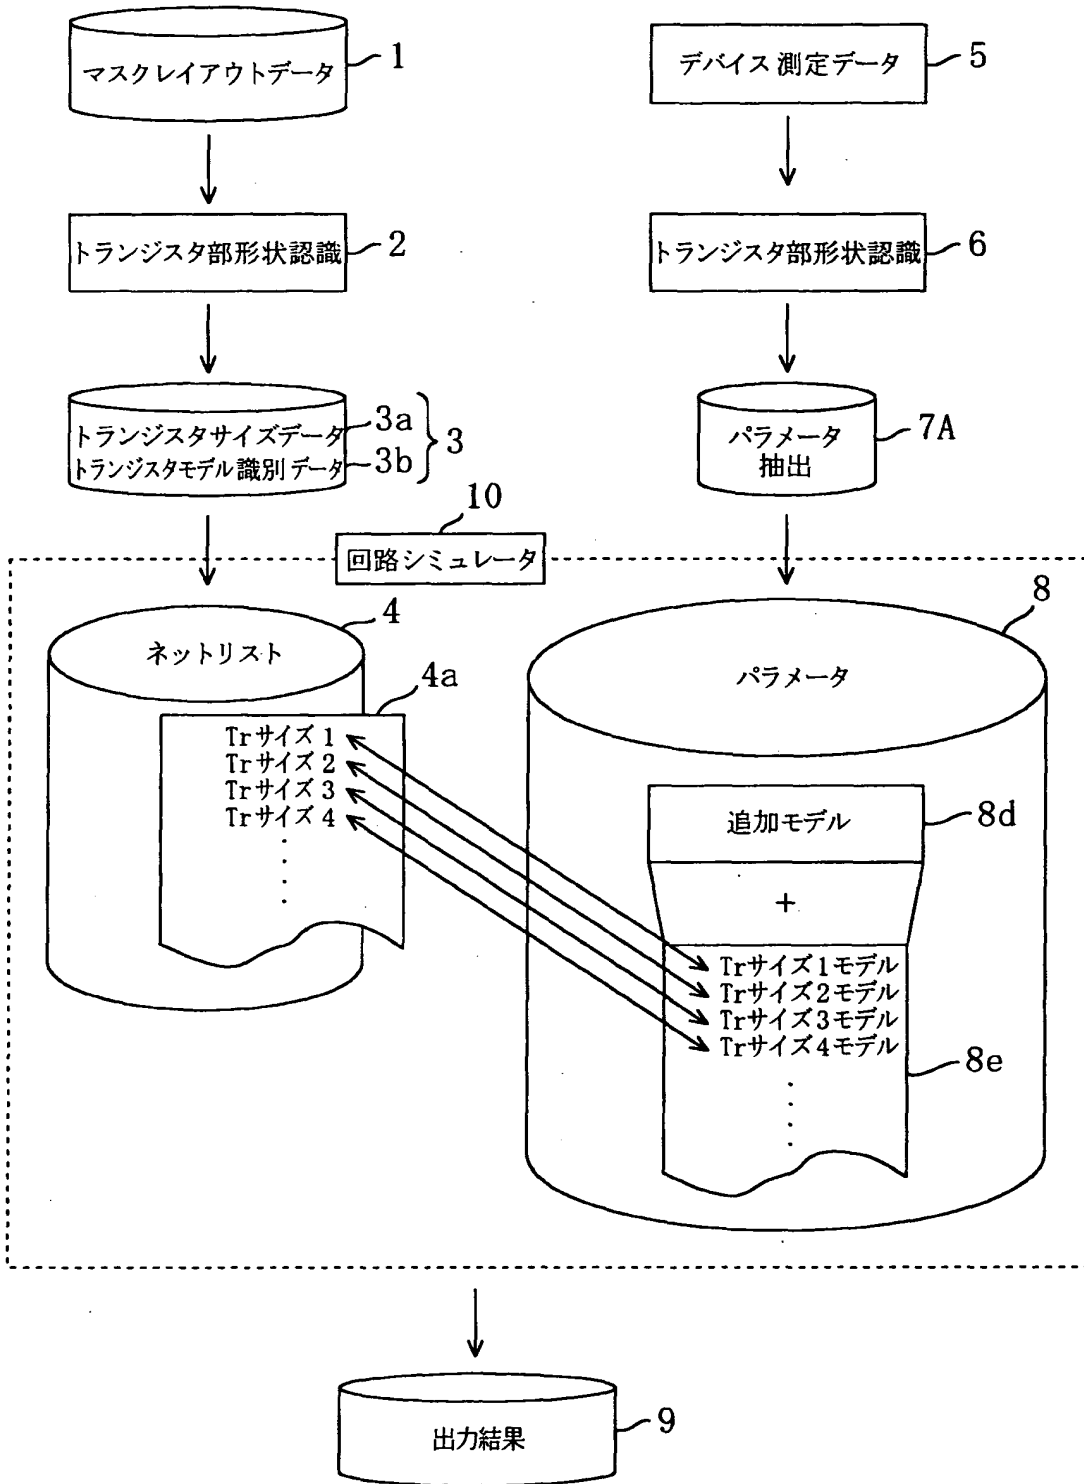 マスクレイアウトデータ
1
トランジスタ部形状認識
2
トランジスタサイズデータ
3a
トランジスタモデル識別データ
3b
3
デバイス測定データ
5
トランジスタ部形状認識
6
パラメータ
抽出
7A
回路シミュレータ
10
ネットリスト
4
4a
Trサイズ1
Trサイズ2
Trサイズ3
Trサイズ4
パラメータ
8
追加モデル
8d
+
Trサイズ1モデル
Trサイズ2モデル
Trサイズ3モデル
Trサイズ4モデル
8e
出力結果
9